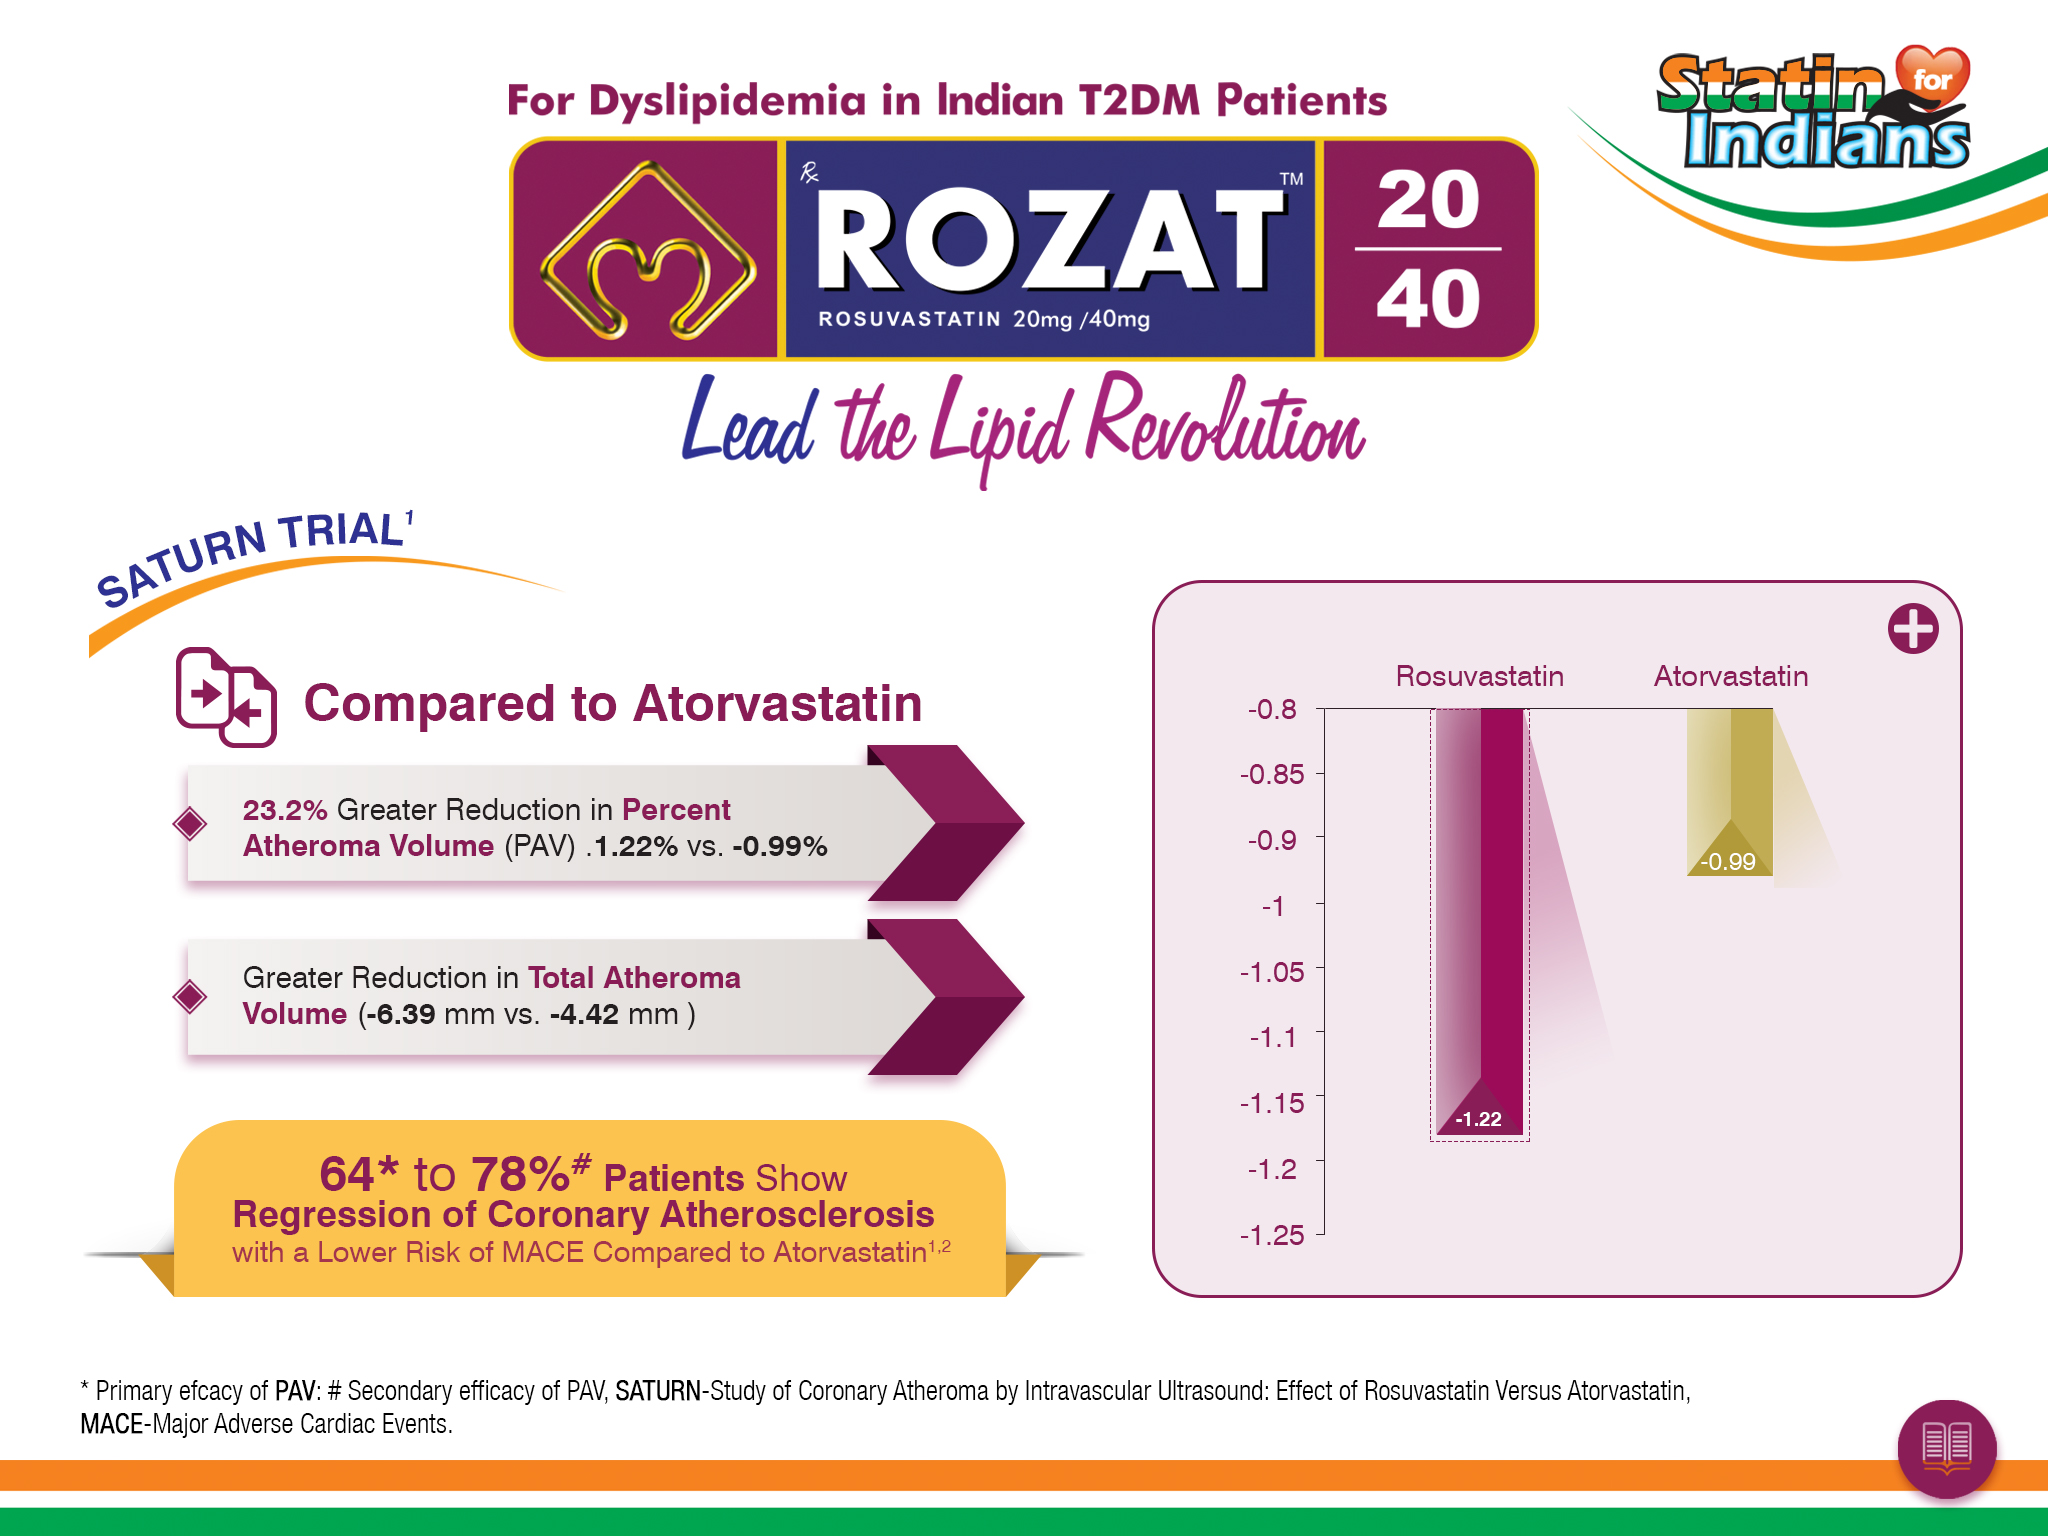 For Dyslipidemia in Indian T2DM Patients
Statin for
Indians
Rx
ROZAT™
ROSUVASTATIN 20mg /40mg
20
40
Lead the Lipid Revolution
SATURN TRIAL¹
Compared to Atorvastatin
23.2% Greater Reduction in Percent
Atheroma Volume (PAV) .1.22% vs. -0.99%
Greater Reduction in Total Atheroma
Volume (-6.39 mm vs. -4.42 mm )
64* to 78%# Patients Show
Regression of Coronary Atherosclerosis
with a Lower Risk of MACE Compared to Atorvastatin1,2
Rosuvastatin Atorvastatin
-0.8
-0.85
-0.9
-1
-1.05
-1.1
-1.15
-1.2
-1.25
-0.99
-1.22
* Primary efcacy of PAV: # Secondary efficacy of PAV, SATURN-Study of Coronary Atheroma by Intravascular Ultrasound: Effect of Rosuvastatin Versus Atorvastatin,
MACE-Major Adverse Cardiac Events.